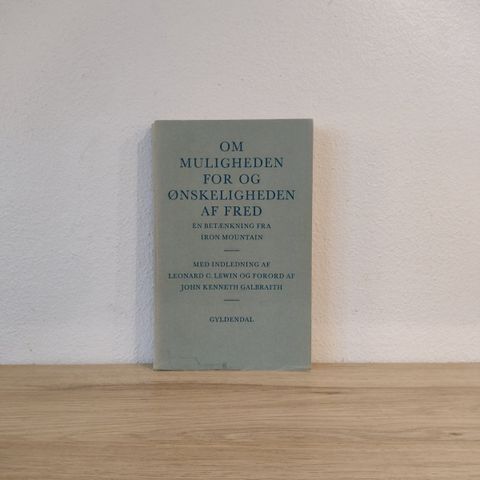 OM
MULIGHEDEN
FOR OG
ØNSKELIGHEDEN
AF FRED
EN BETÆNKNING FRA
IRON MOUNTAIN
MED INDLEDNING AF
LEONARD C. LEWIN OG FORORD AF
JOHN KENNETH GALBRAITH
GYLDENDAL